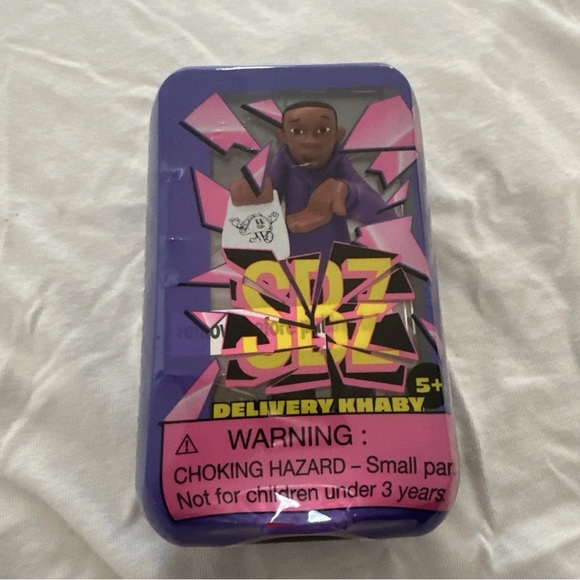 SBZ
5+
DELIVERY KHABY
WARNING :
CHOKING HAZARD – Small par
Not for children under 3 years